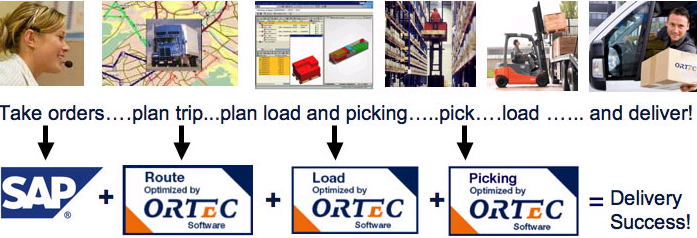 ORTEC
Take orders….plan trip...plan load and picking…..pick….load …... and deliver!
SAP ®
+
Route
Optimized by
ORTEC
Software
+
Load
Optimized by
ORTEC
Software
+
Picking
Optimized by
ORTEC
Software
= Delivery
Success!